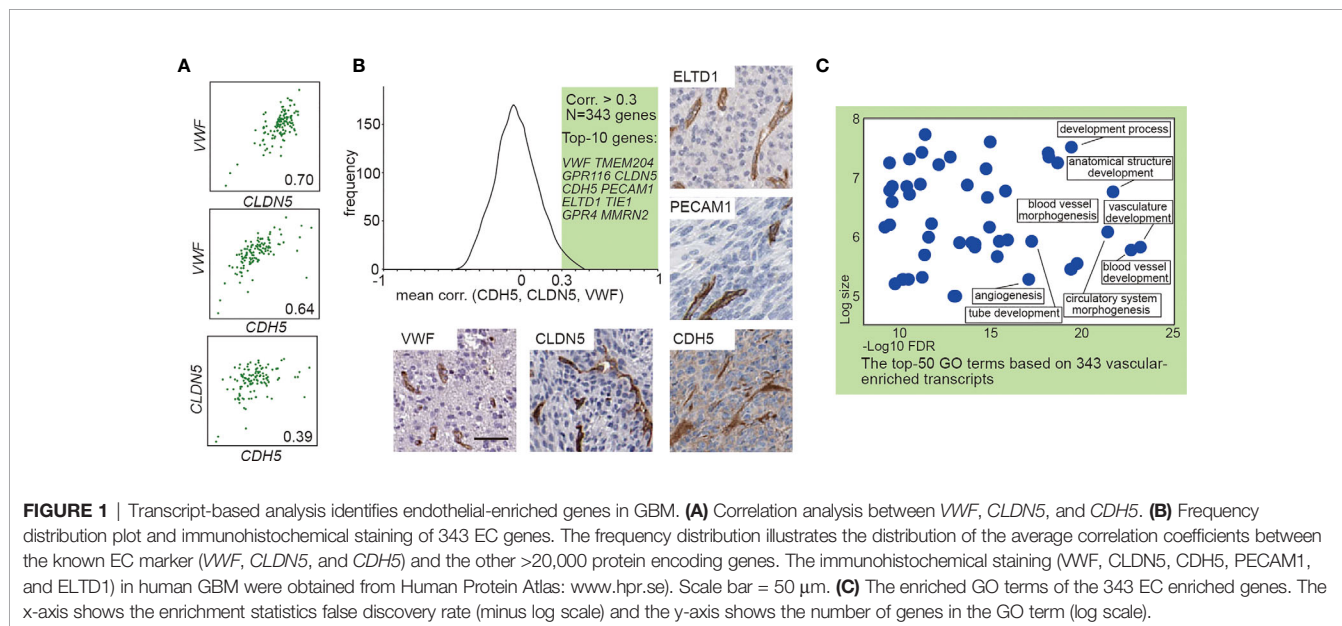 A
VWF
0.70
CLDN5
VWF
0.64
CDH5
CLDN5
0.39
CDH5
B
frequency
150
100
50
0
-1
0
0.3
1
mean corr. (CDH5, CLDN5, VWF)
Corr. > 0.3
N=343 genes
Top-10 genes:
VWF TMEM204
GPR116 CLDN5
CDH5 PECAM1
ELTD1 TIE1
GPR4 MMRN2
ELTD1
PECAM1
VWF
CLDN5
CDH5
C
Log size
8
7
6
5
10
15
20
25
-Log10 FDR
development process
anatomical structure
development
blood vessel
morphogenesis
vasculature
development
blood vessel
development
angiogenesis
tube development
circulatory system
morphogenesis
The top-50 GO terms based on 343 vascular-
enriched transcripts
FIGURE 1 | Transcript-based analysis identifies endothelial-enriched genes in GBM. (A) Correlation analysis between VWF, CLDN5, and CDH5. (B) Frequency
distribution plot and immunohistochemical staining of 343 EC genes. The frequency distribution illustrates the distribution of the average correlation coefficients between
the known EC marker (VWF, CLDN5, and CDH5) and the other >20,000 protein encoding genes. The immunohistochemical staining (VWF, CLDN5, CDH5, PECAM1,
and ELTD1) in human GBM were obtained from Human Protein Atlas: www.hpr.se). Scale bar = 50 μm. (C) The enriched GO terms of the 343 EC enriched genes. The
x-axis shows the enrichment statistics false discovery rate (minus log scale) and the y-axis shows the number of genes in the GO term (log scale).